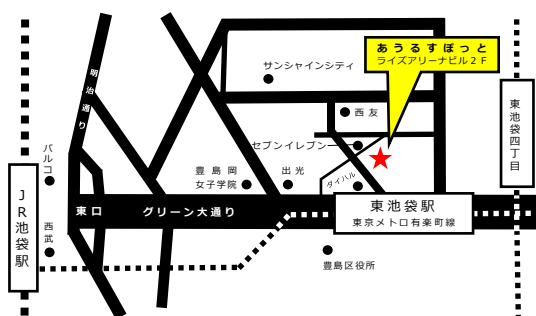 あうるすぽっと
ライズアリーナビル2F
サンシャインシティ
明治通り
西友
東池袋四丁目
パルコ
セブンイレブン
豊島岡
女子学院
出光
ダイハツ
JR池袋駅
東口
グリーン大通り
東池袋駅
東京メトロ有楽町線
西武
豊島区役所